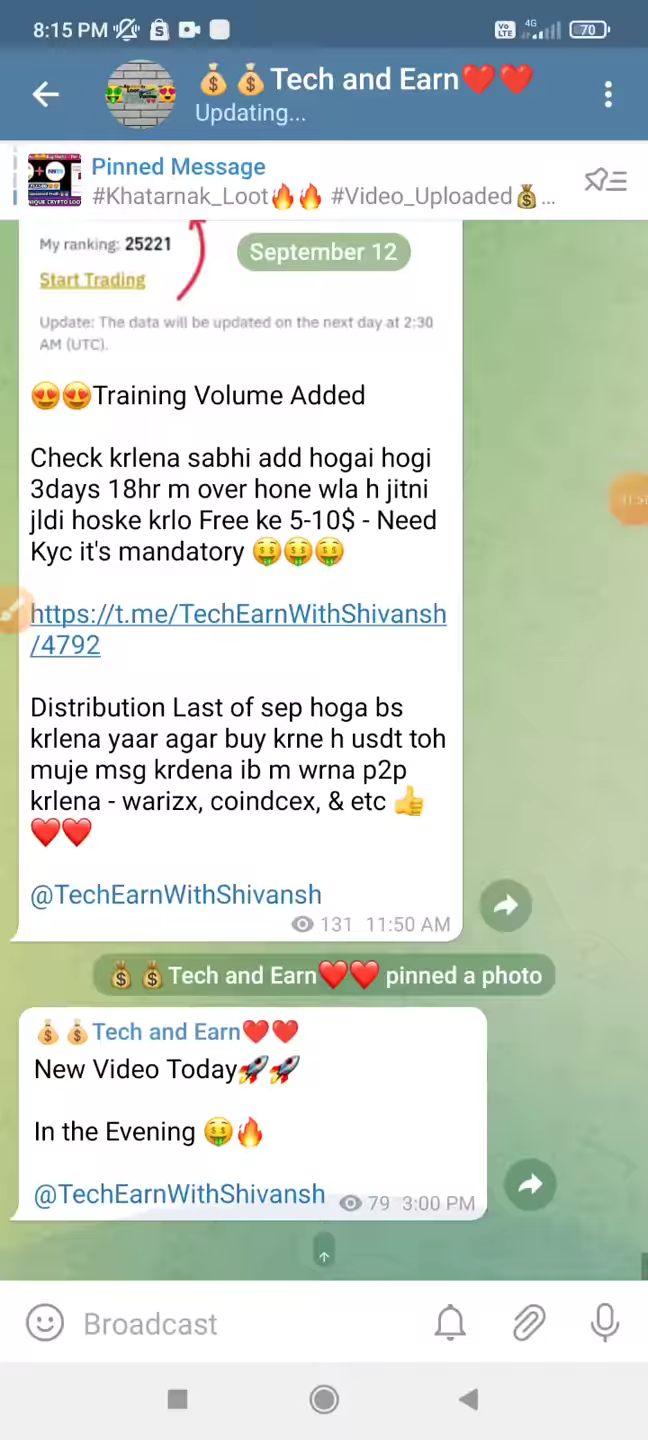 8:15 PM
Vo LTE 4G 70
💰💰Tech and Earn❤️❤️
Updating...
Pinned Message
#Khatarnak_Loot🔥🔥 #Video_Uploaded💰...
My ranking: 25221
September 12
Start Trading
Update: The data will be updated on the next day at 2:30
AM (UTC).
😍😍Training Volume Added
Check krlena sabhi add hogai hogi
3days 18hr m over hone wla h jitni
jldi hoske krlo Free ke 5-10$ - Need
Kyc it's mandatory 🤑🤑🤑
https://t.me/TechEarnWithShivansh
/4792
Distribution Last of sep hoga bs
krlena yaar agar buy krne h usdt toh
muje msg krdena ib m wrna p2p
krlena - warizx, coindcex, & etc 👍
❤️❤️
@TechEarnWithShivansh
131 11:50 AM
💰💰Tech and Earn❤️❤️ pinned a photo
💰💰Tech and Earn❤️❤️
New Video Today🚀🚀
In the Evening 🤑🔥
@TechEarnWithShivansh 79 3:00 PM
Broadcast